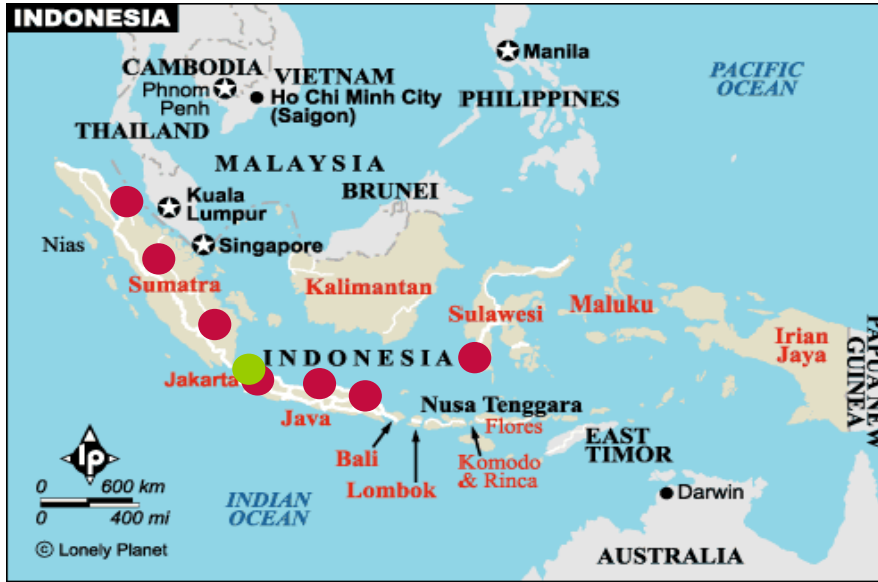 INDONESIA
Manila
CAMBODIA
PACIFIC
OCEAN
VIETNAM
Phnom
Penh
Ho Chi Minh City
(Saigon)
PHILIPPINES
THAILAND
MALAYSIA
BRUNEI
Kuala
Lumpur
Nias
Singapore
Sumatra
Kalimantan
Sulawesi
Maluku
Irian
Jaya
PAPUA NEW
GUINEA
INDONESIA
Jakarta
Java
Nusa Tenggara
Flores
EAST
TIMOR
Bali
Lombok
Komodo
& Rinca
lp
0 600 km
0 400 mi
INDIAN
OCEAN
Darwin
© Lonely Planet
AUSTRALIA